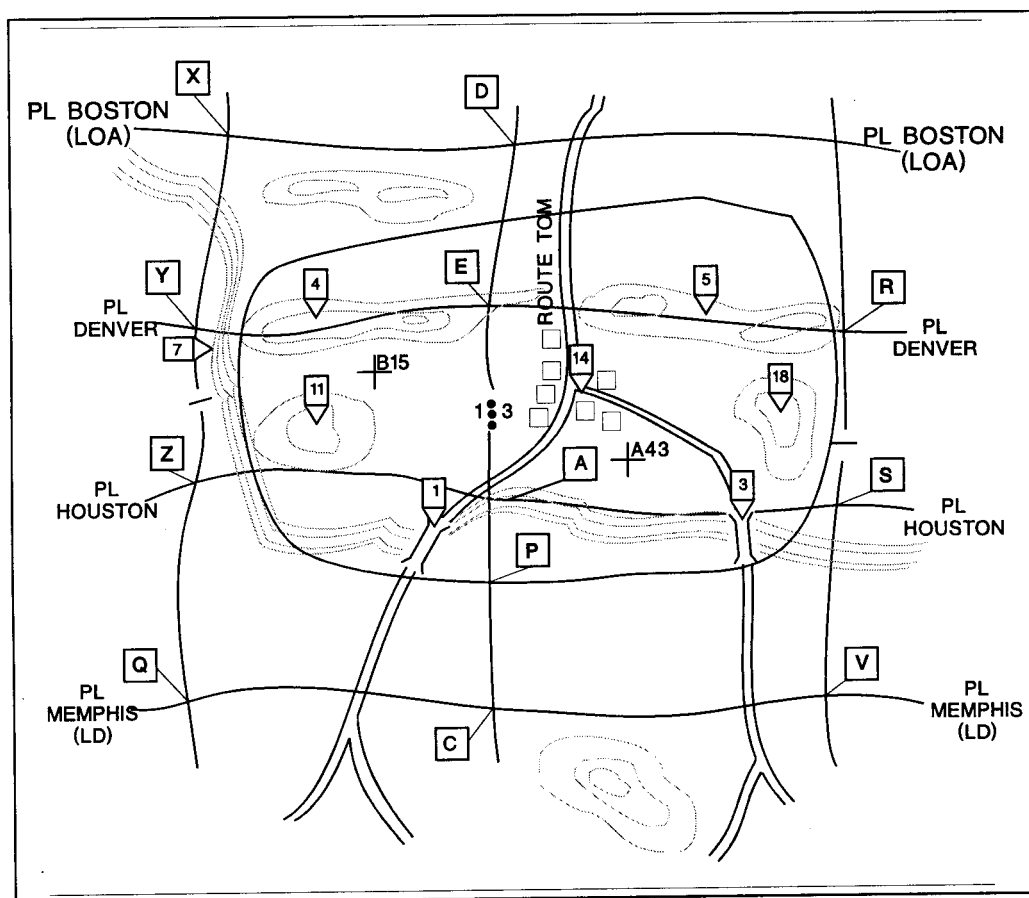 X
D
PL BOSTON
(LOA)
PL BOSTON
(LOA)
ROUTE TOM
Y
4
E
5
R
PL
DENVER
PL
DENVER
7
B15
14
11
18
1 3
Z
A
A43
S
1
3
PL
HOUSTON
PL
HOUSTON
P
Q
V
PL
MEMPHIS
(LD)
PL
MEMPHIS
(LD)
C